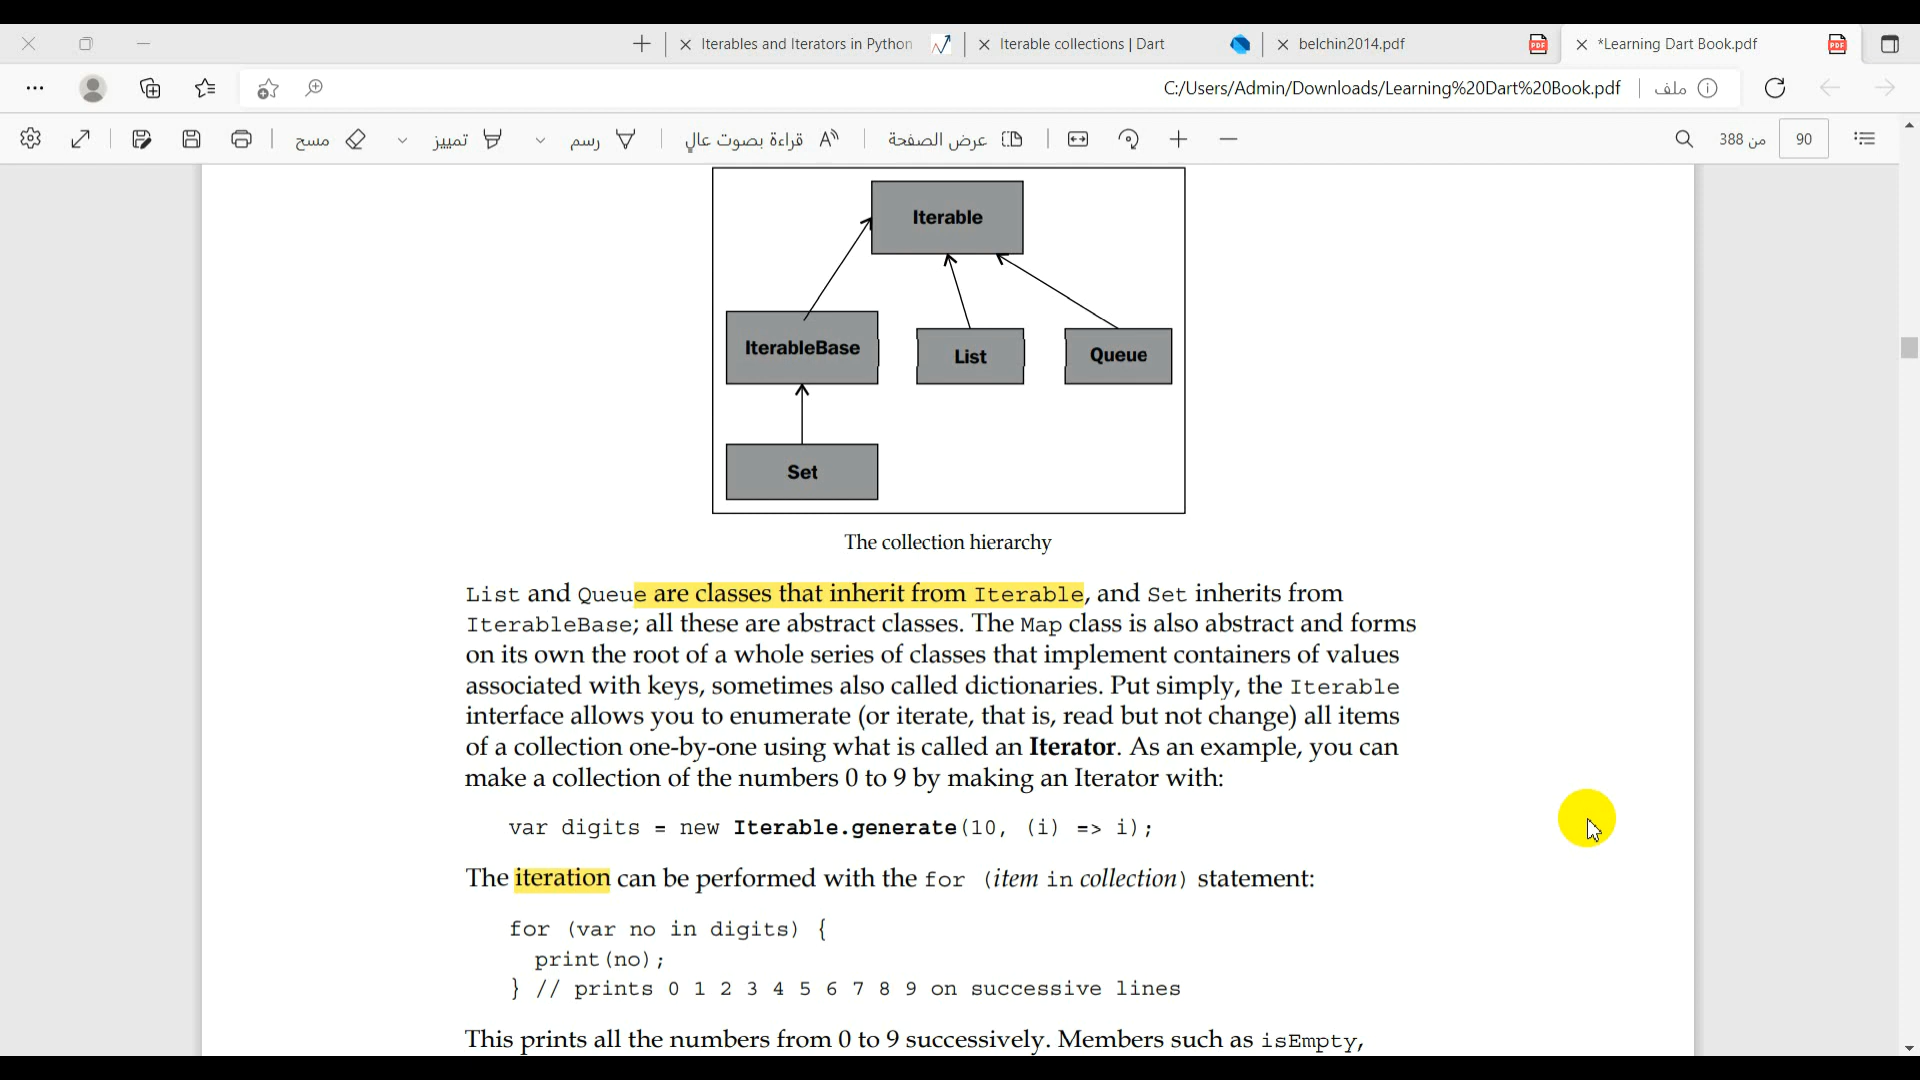 Iterables and Iterators in Python
Iterable collections | Dart
belchin2014.pdf
*Learning Dart Book.pdf
C:/Users/Admin/Downloads/Learning%20Dart%20Book.pdf
ملف
مسح
تمييز
رسم
قراءة بصوت عالٍ
عرض الصفحة
من 388
90
Iterable
IterableBase
List
Queue
Set
The collection hierarchy
List and Queue are classes that inherit from Iterable, and Set inherits from
IterableBase; all these are abstract classes. The Map class is also abstract and forms
on its own the root of a whole series of classes that implement containers of values
associated with keys, sometimes also called dictionaries. Put simply, the Iterable
interface allows you to enumerate (or iterate, that is, read but not change) all items
of a collection one-by-one using what is called an Iterator. As an example, you can
make a collection of the numbers 0 to 9 by making an Iterator with:
var digits = new Iterable.generate(10, (i) => i);
The iteration can be performed with the for (item in collection) statement:
for (var no in digits) {
print(no);
} // prints 0 1 2 3 4 5 6 7 8 9 on successive lines
This prints all the numbers from 0 to 9 successively. Members such as isEmpty,